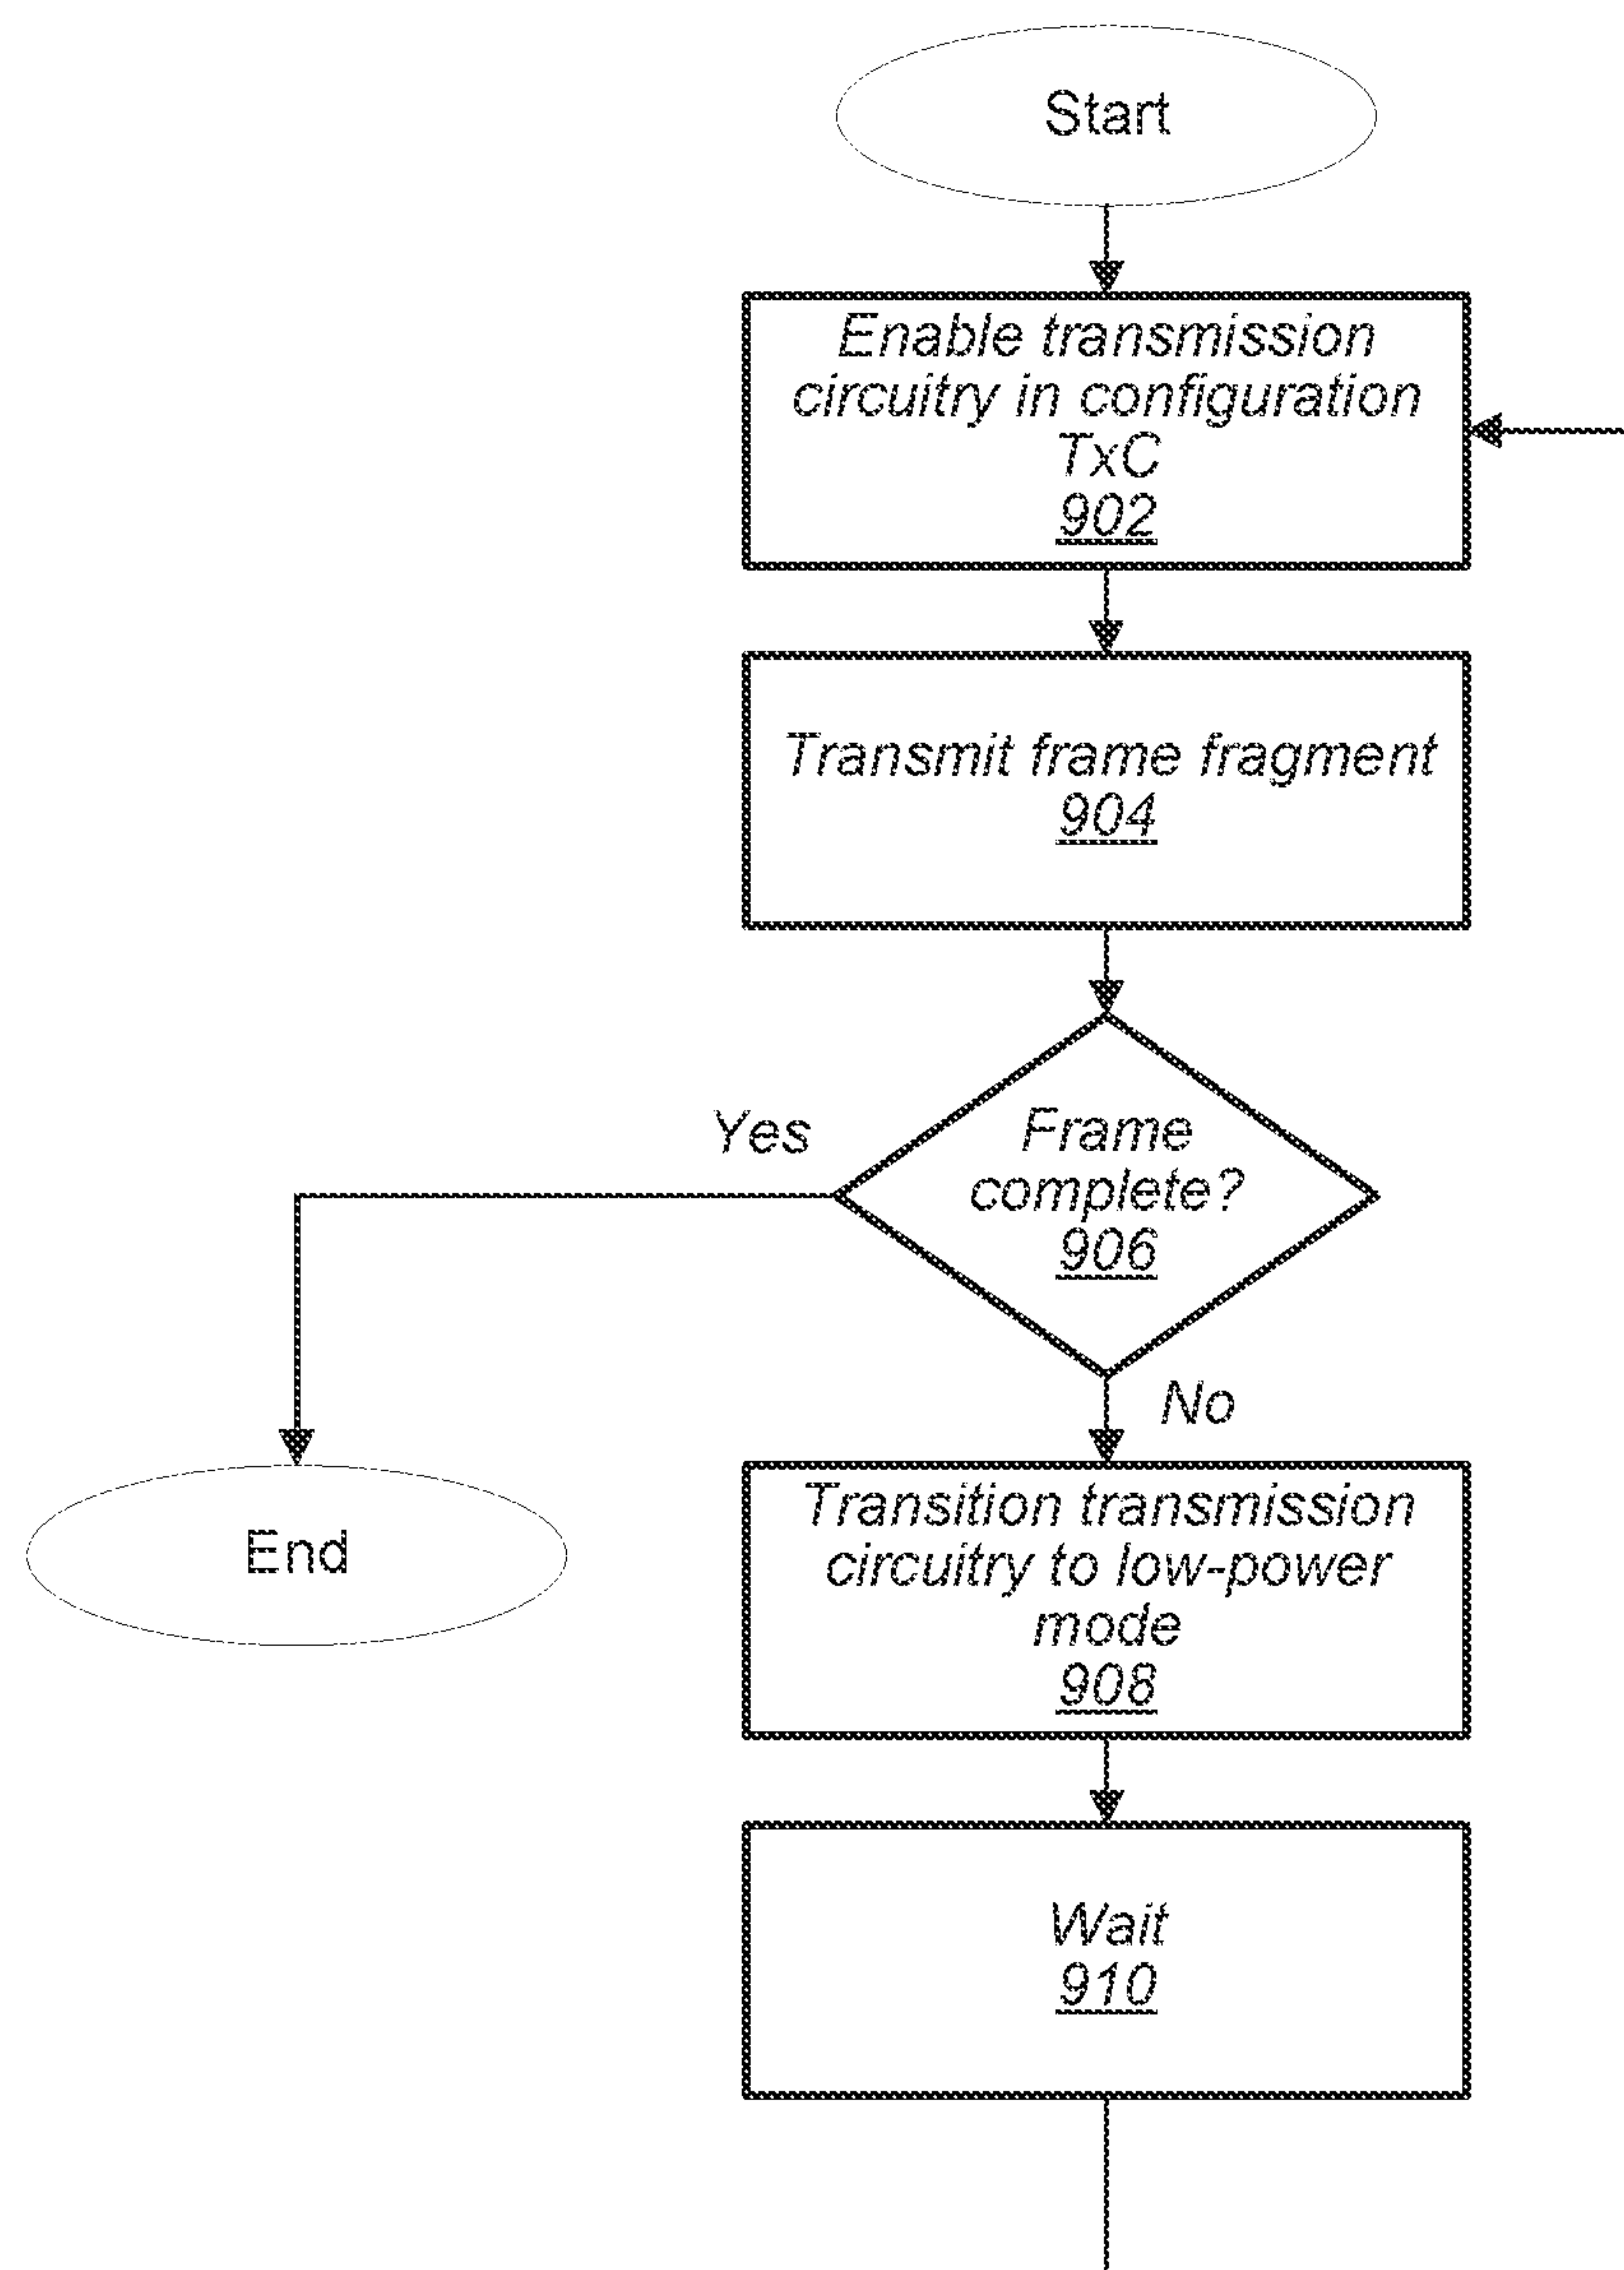 Start
Enable transmission
circuitry in configuration
TxC
902
Transmit frame fragment
904
Yes
Frame
complete?
906
No
End
Transition transmission
circuitry to low-power
mode
908
Wait
910